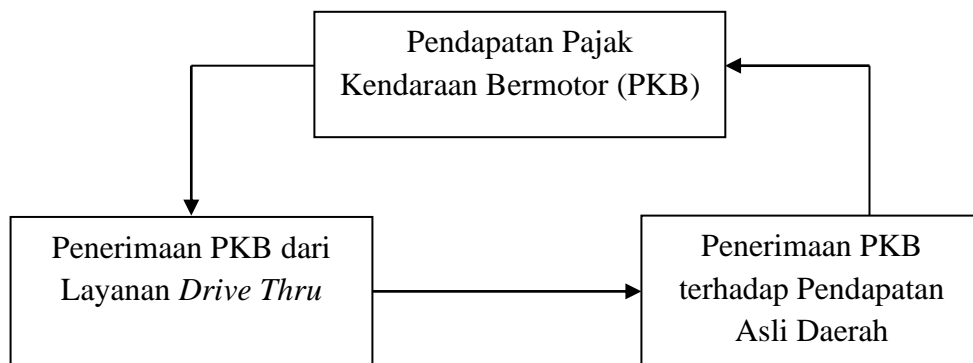 Pendapatan Pajak
Kendaraan Bermotor (PKB)
Penerimaan PKB dari
Layanan Drive Thru
Penerimaan PKB
terhadap Pendapatan
Asli Daerah